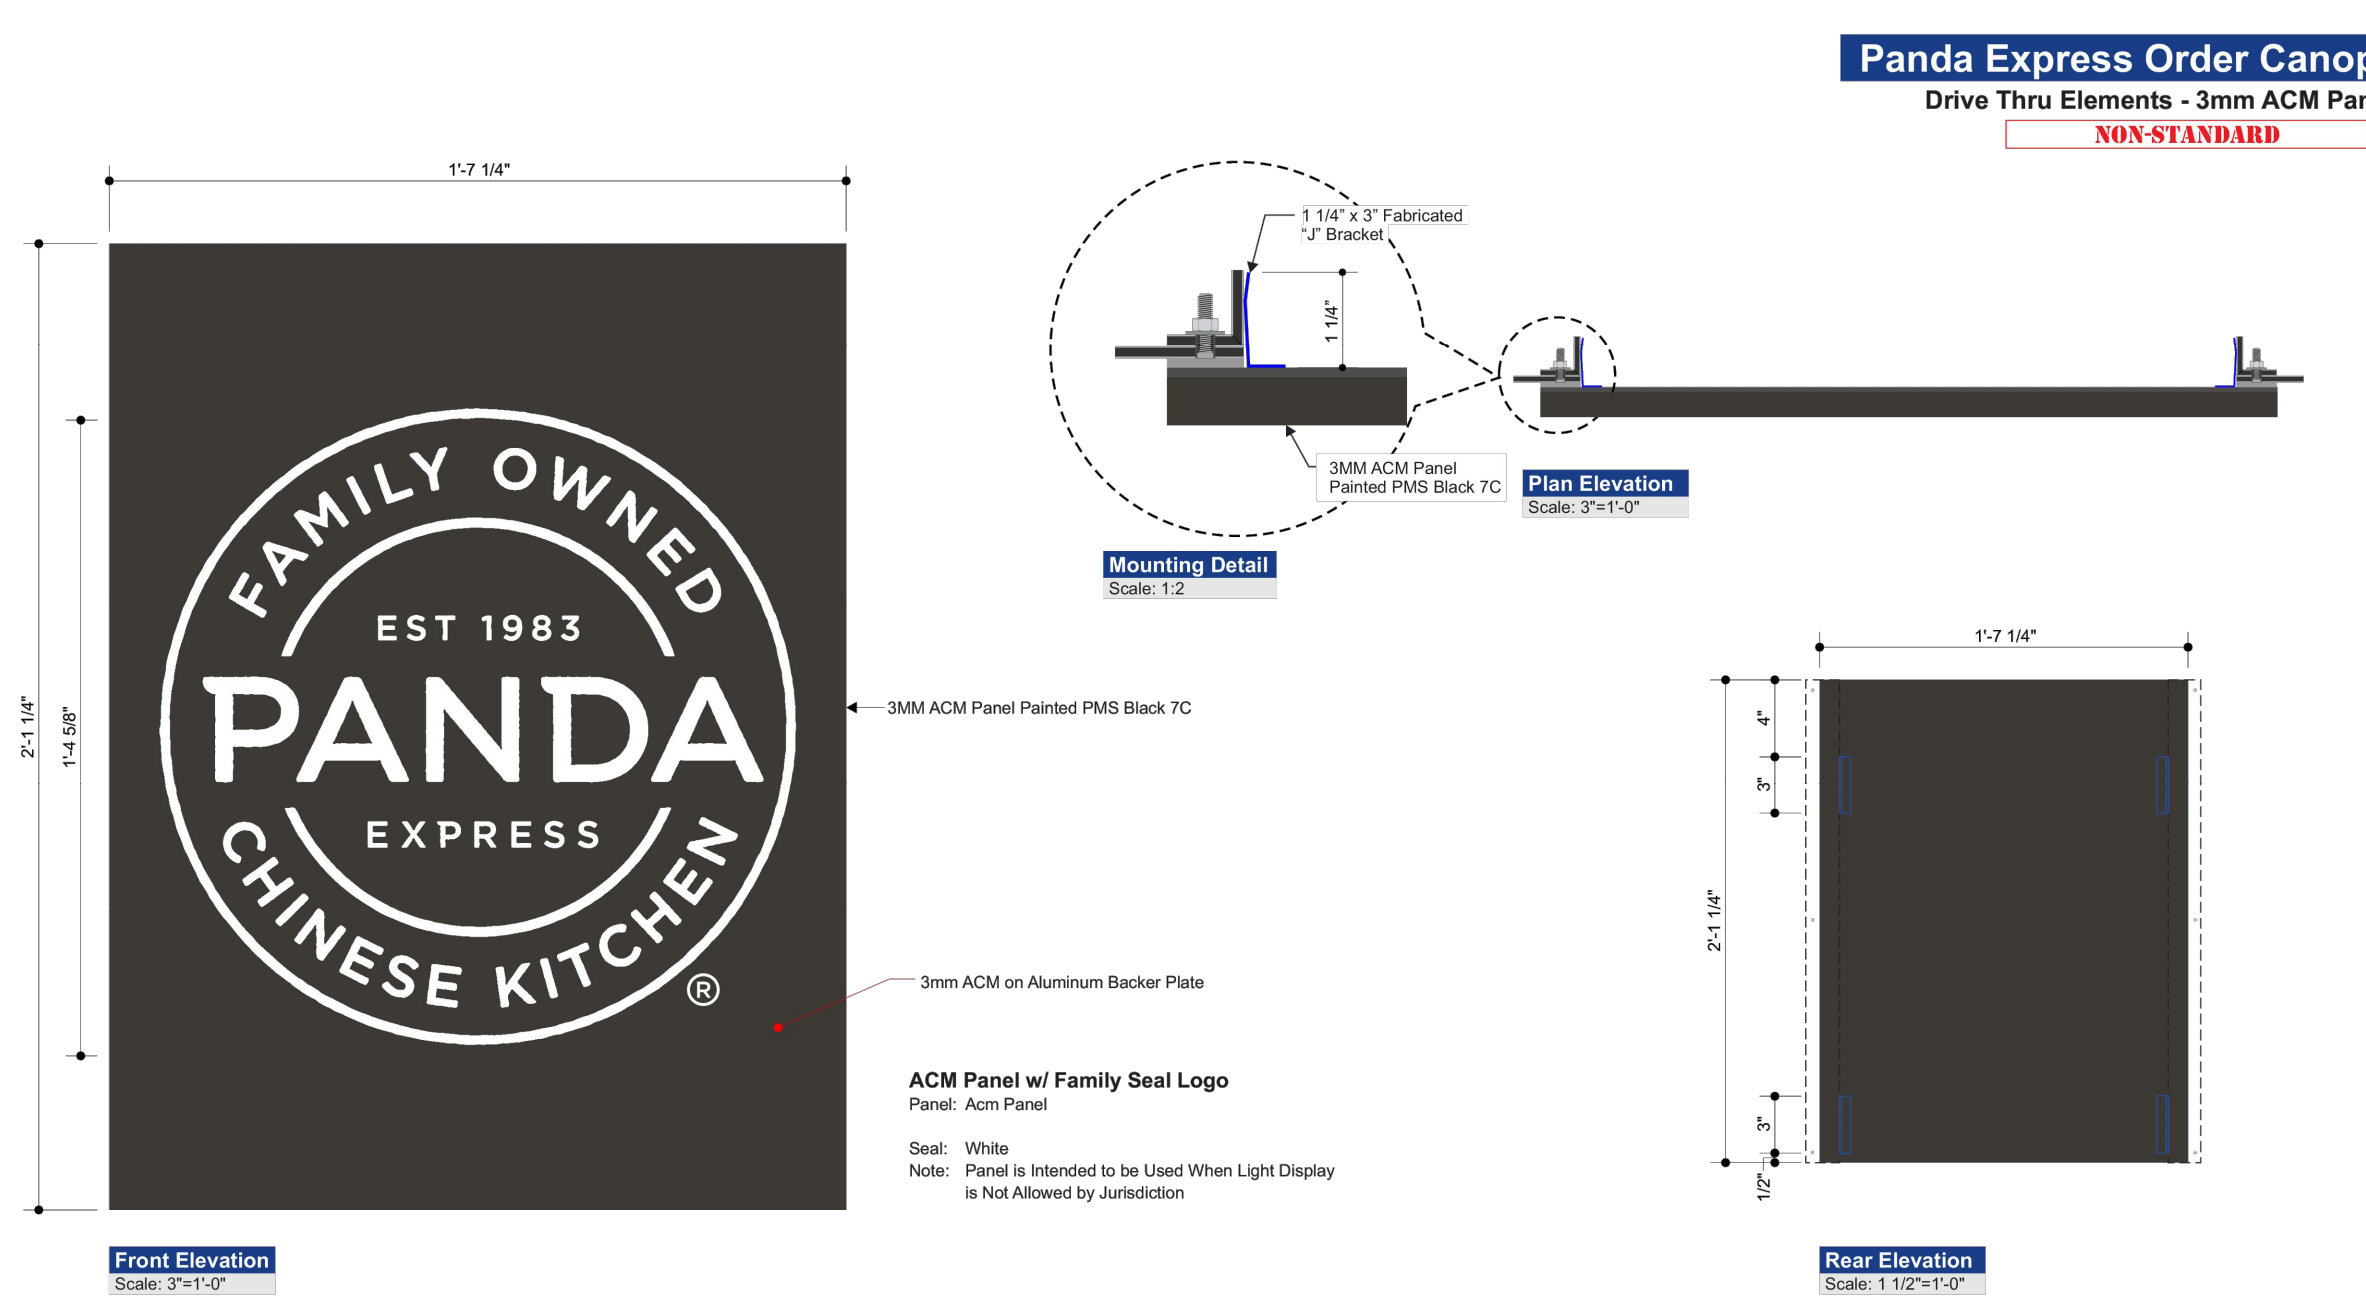 Panda Express Order
Drive Thru Elements - 3mm ACM
NON-STANDARD
1'-7 1/4"
2'-1 1/4"
1'-4 5/8"
FAMILY OWNED
EST 1983
PANDA
EXPRESS
CHINESE KITCHEN
®
3MM ACM Panel Painted PMS Black 7C
3mm ACM on Aluminum Backer Plate
1 1/4” x 3” Fabricated
“J” Bracket
1 1/4”
3MM ACM Panel
Painted PMS Black 7C
Mounting Detail
Scale: 1:2
Plan Elevation
Scale: 3"=1'-0"
ACM Panel w/ Family Seal Logo
Panel: Acm Panel
Seal: White
Note: Panel is Intended to be Used When Light Display
is Not Allowed by Jurisdiction
1'-7 1/4"
4"
3"
2'-1 1/4"
3"
1/2"
Front Elevation
Scale: 3"=1'-0"
Rear Elevation
Scale: 1 1/2"=1'-0"